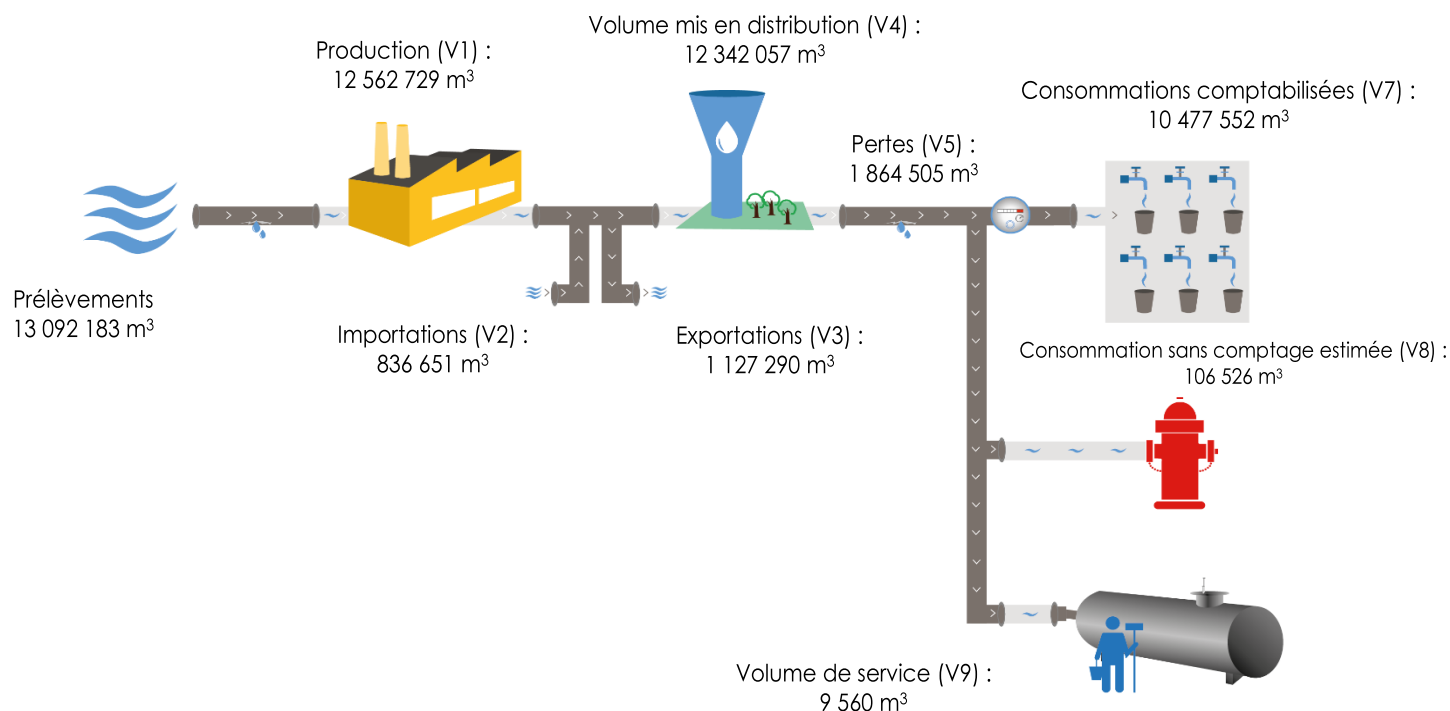 Volume mis en distribution (V4) :
12 342 057 m³
Production (V1) :
12 562 729 m³
Consommations comptabilisées (V7) :
10 477 552 m³
Pertes (V5) :
1 864 505 m³
Prélèvements
13 092 183 m³
Importations (V2) :
836 651 m³
Exportations (V3) :
1 127 290 m³
Consommation sans comptage estimée (V8) :
106 526 m³
Volume de service (V9) :
9 560 m³